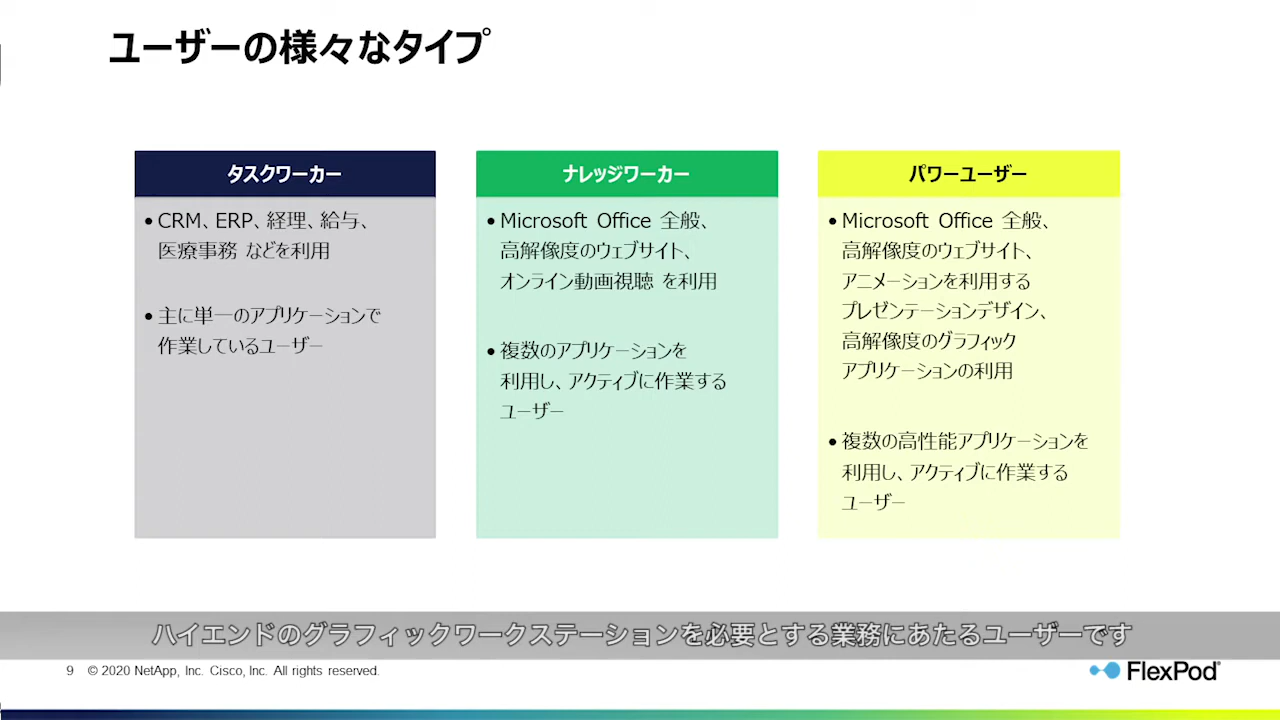 ユーザーの様々なタイプ
タスクワーカー
•CRM、ERP、経理、給与、
医療事務 などを利用
•主に単一のアプリケーションで
作業しているユーザー
ナレッジワーカー
•Microsoft Office 全般、
高解像度のウェブサイト、
オンライン動画視聴 を利用
•複数のアプリケーションを
利用し、アクティブに作業する
ユーザー
パワーユーザー
•Microsoft Office 全般、
高解像度のウェブサイト、
アニメーションを利用する
プレゼンテーションデザイン、
高解像度のグラフィック
アプリケーションの利用
•複数の高性能アプリケーションを
利用し、アクティブに作業する
ユーザー
ハイエンドのグラフィックワークステーションを必要とする業務にあたるユーザーです
9 © 2020 NetApp, Inc. Cisco, Inc. All rights reserved.
FlexPod